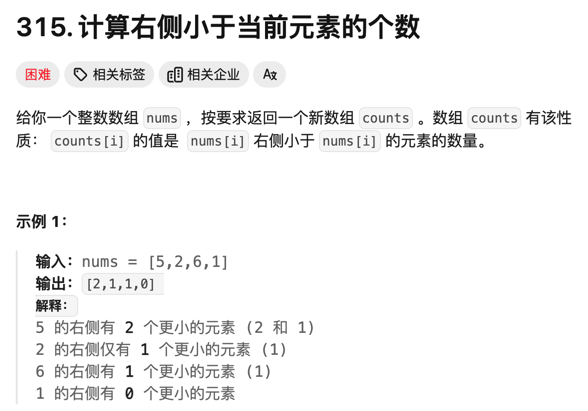 315. 计算右侧小于当前元素的个数
困难 相关标签 相关企业 Aあ
给你一个整数数组 nums ，按要求返回一个新数组 counts 。数组 counts 有该性
质： counts[i] 的值是 nums[i] 右侧小于 nums[i] 的元素的数量。
示例 1：
输入：nums = [5,2,6,1]
输出：[2,1,1,0]
解释：
5 的右侧有 2 个更小的元素 (2 和 1)
2 的右侧仅有 1 个更小的元素 (1)
6 的右侧有 1 个更小的元素 (1)
1 的右侧有 0 个更小的元素